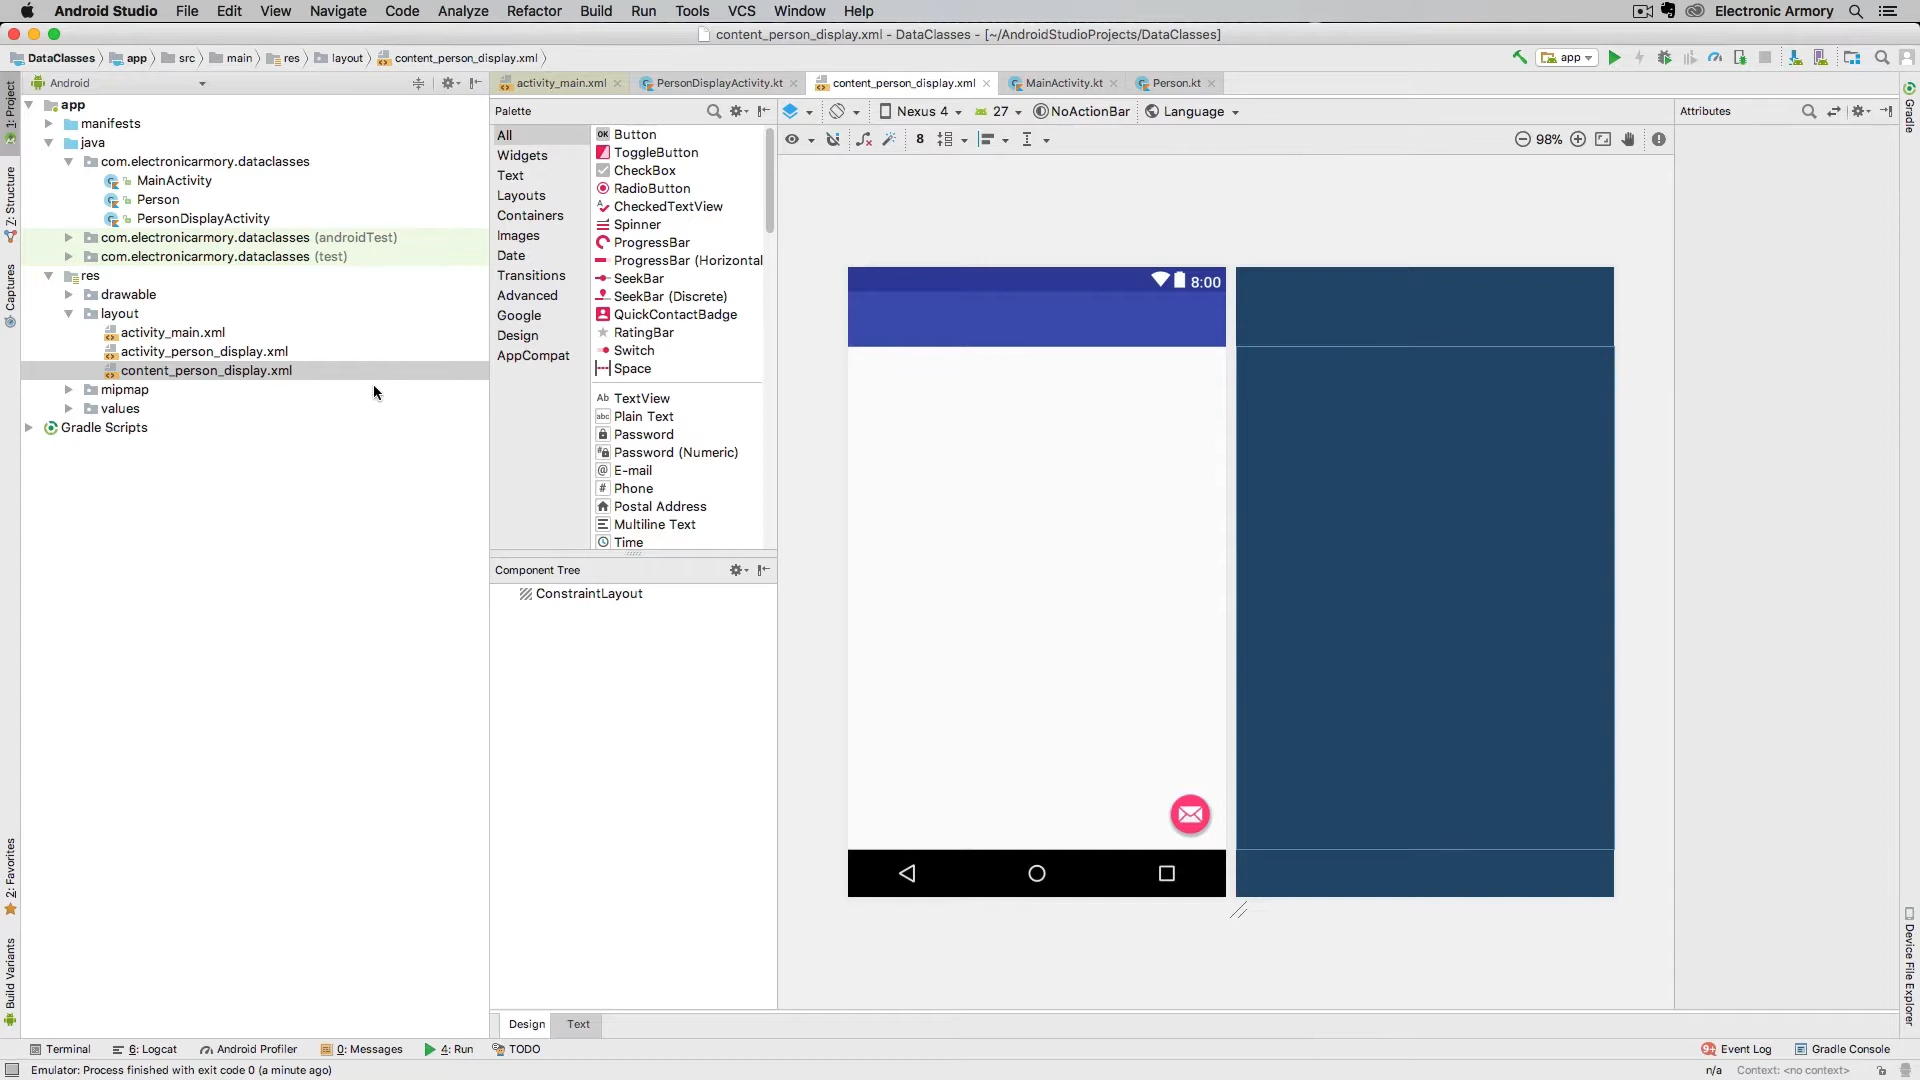 Android Studio File Edit View Navigate Code Analyze Refactor Build Run Tools VCS Window Help Electronic Armory
content_person_display.xml - DataClasses - [~/AndroidStudioProjects/DataClasses]
DataClasses app src main res layout content_person_display.xml app
Android
activity_main.xml PersonDisplayActivity.kt content_person_display.xml MainActivity.kt Person.kt
1: Project
Z: Structure
Captures
2: Favorites
Build Variants
app
manifests
java
com.electronicarmory.dataclasses
MainActivity
Person
PersonDisplayActivity
com.electronicarmory.dataclasses (androidTest)
com.electronicarmory.dataclasses (test)
res
drawable
layout
activity_main.xml
activity_person_display.xml
content_person_display.xml
mipmap
values
Gradle Scripts
Palette
All
Widgets
Text
Layouts
Containers
Images
Date
Transitions
Advanced
Google
Design
AppCompat
OK Button
ToggleButton
CheckBox
RadioButton
CheckedTextView
Spinner
ProgressBar
ProgressBar (Horizontal
SeekBar
SeekBar (Discrete)
QuickContactBadge
RatingBar
Switch
Space
Ab TextView
abc Plain Text
Password
Password (Numeric)
@ E-mail
# Phone
Postal Address
Multiline Text
Time
Component Tree
ConstraintLayout
Nexus 4 27 NoActionBar Language
8 98%
8:00
Attributes
Gradle
Device File Explorer
Design Text
Terminal 6: Logcat Android Profiler 0: Messages 4: Run TODO 9+ Event Log Gradle Console
Emulator: Process finished with exit code 0 (a minute ago) n/a Context: <no context>